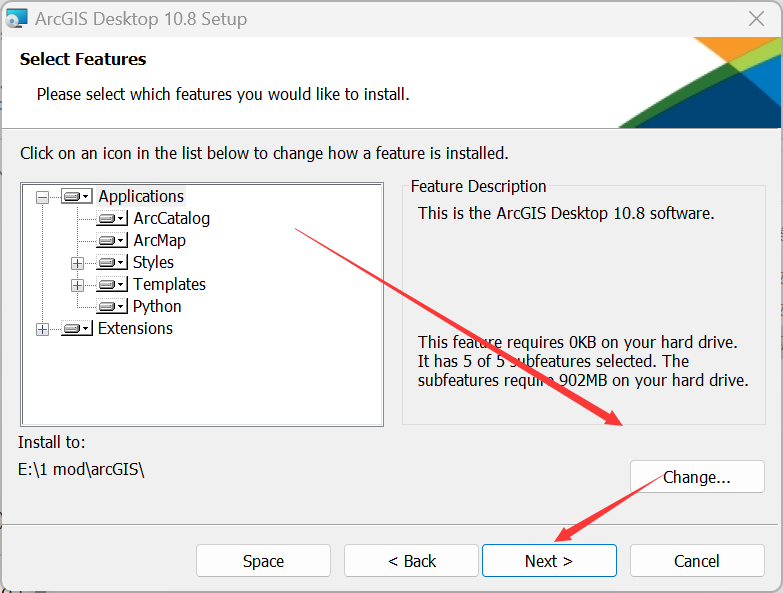 ArcGIS Desktop 10.8 Setup
Select Features
Please select which features you would like to install.
Click on an icon in the list below to change how a feature is installed.
Applications
ArcCatalog
ArcMap
Styles
Templates
Python
Extensions
Feature Description
This is the ArcGIS Desktop 10.8 software.
This feature requires 0KB on your hard drive.
It has 5 of 5 subfeatures selected. The
subfeatures require 902MB on your hard drive.
Install to:
E:\1 mod\arcGIS\
Change...
Space
< Back
Next >
Cancel